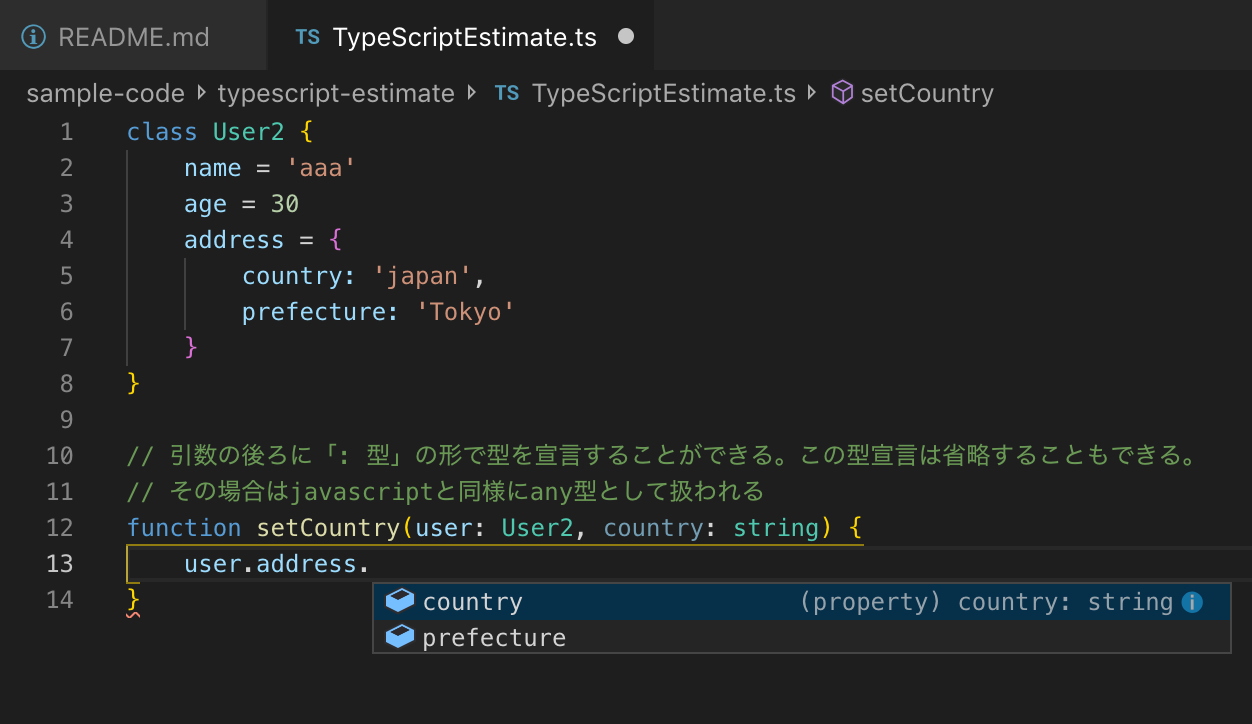 README.md
TS TypeScriptEstimate.ts
sample-code typescript-estimate TS TypeScriptEstimate.ts setCountry
1 class User2 {
2 name = 'aaa'
3 age = 30
4 address = {
5 country: 'japan',
6 prefecture: 'Tokyo'
7 }
8 }
9
10 // 引数の後ろに「: 型」の形で型を宣言することができる。この型宣言は省略することもできる。
11 // その場合はjavascriptと同様にany型として扱われる
12 function setCountry(user: User2, country: string) {
13 user.address.
14 }
country (property) country: string
prefecture